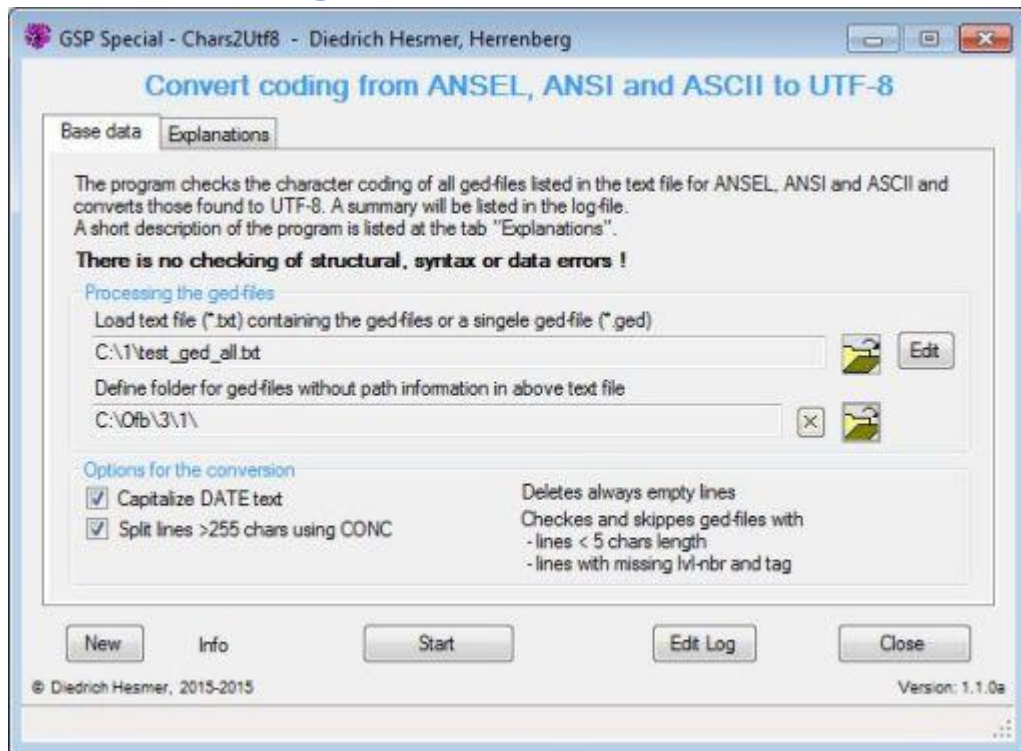 GSP Special - Chars2Utf8 - Diedrich Hesmer, Herrenberg
Convert coding from ANSEL, ANSI and ASCII to UTF-8
Base data
Explanations
The program checks the character coding of all ged-files listed in the text file for ANSEL, ANSI and ASCII and
converts those found to UTF-8. A summary will be listed in the log-file.
A short description of the program is listed at the tab "Explanations".
There is no checking of structural, syntax or data errors !
Processing the ged-files
Load text file (*.txt) containing the ged-files or a singele ged-file (*.ged)
C:\1\test_ged_all.txt
Edit
Define folder for ged-files without path information in above text file
C:\Ofb\3\1\
Options for the conversion
Capitalize DATE text
Split lines >255 chars using CONC
Deletes always empty lines
Checkes and skippes ged-files with
- lines < 5 chars length
- lines with missing lvl-nbr and tag
New
Info
Start
Edit Log
Close
© Diedrich Hesmer, 2015-2015
Version: 1.1.0a